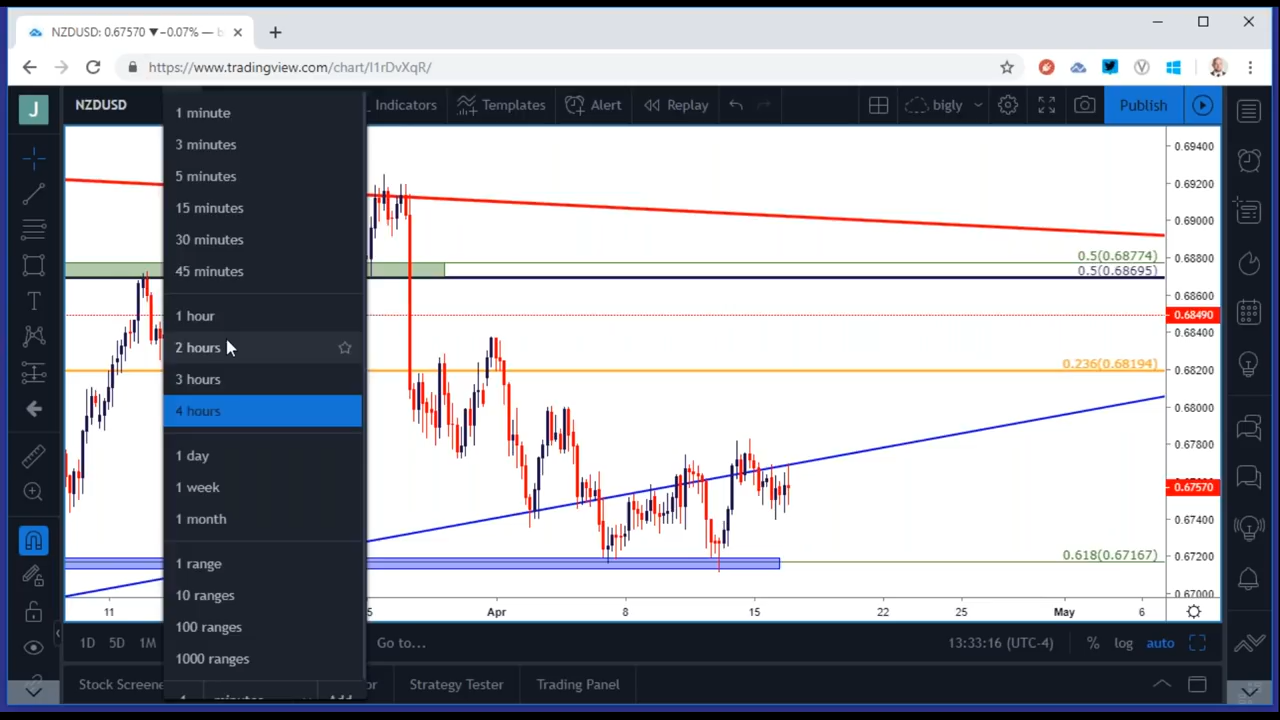 NZDUSD: 0.67570 ▼−0.07% — b
https://www.tradingview.com/chart/I1rDvXqR/
J
NZDUSD
Indicators
Templates
Alert
Replay
bigly
Publish
1 minute
3 minutes
5 minutes
15 minutes
30 minutes
45 minutes
1 hour
2 hours
3 hours
4 hours
1 day
1 week
1 month
1 range
10 ranges
100 ranges
1000 ranges
1 minutes Add
0.5(0.68774)
0.5(0.68695)
0.236(0.68194)
0.618(0.67167)
0.69400
0.69200
0.69000
0.68800
0.68600
0.68490
0.68400
0.68200
0.68000
0.67800
0.67570
0.67400
0.67200
0.67000
11
5
Apr
8
15
22
25
May
6
1D 5D 1M
Go to...
13:33:16 (UTC-4)
% log auto
Stock Screene
or
Strategy Tester
Trading Panel